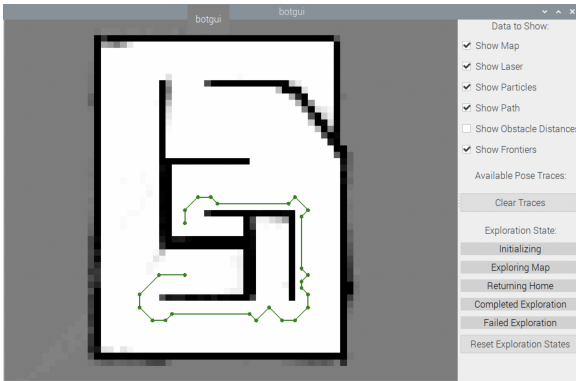 botgui
botgui
Data to Show:
Show Map
Show Laser
Show Particles
Show Path
Show Obstacle Distances
Show Frontiers
Available Pose Traces:
Clear Traces
Exploration State:
Initializing
Exploring Map
Returning Home
Completed Exploration
Failed Exploration
Reset Exploration States